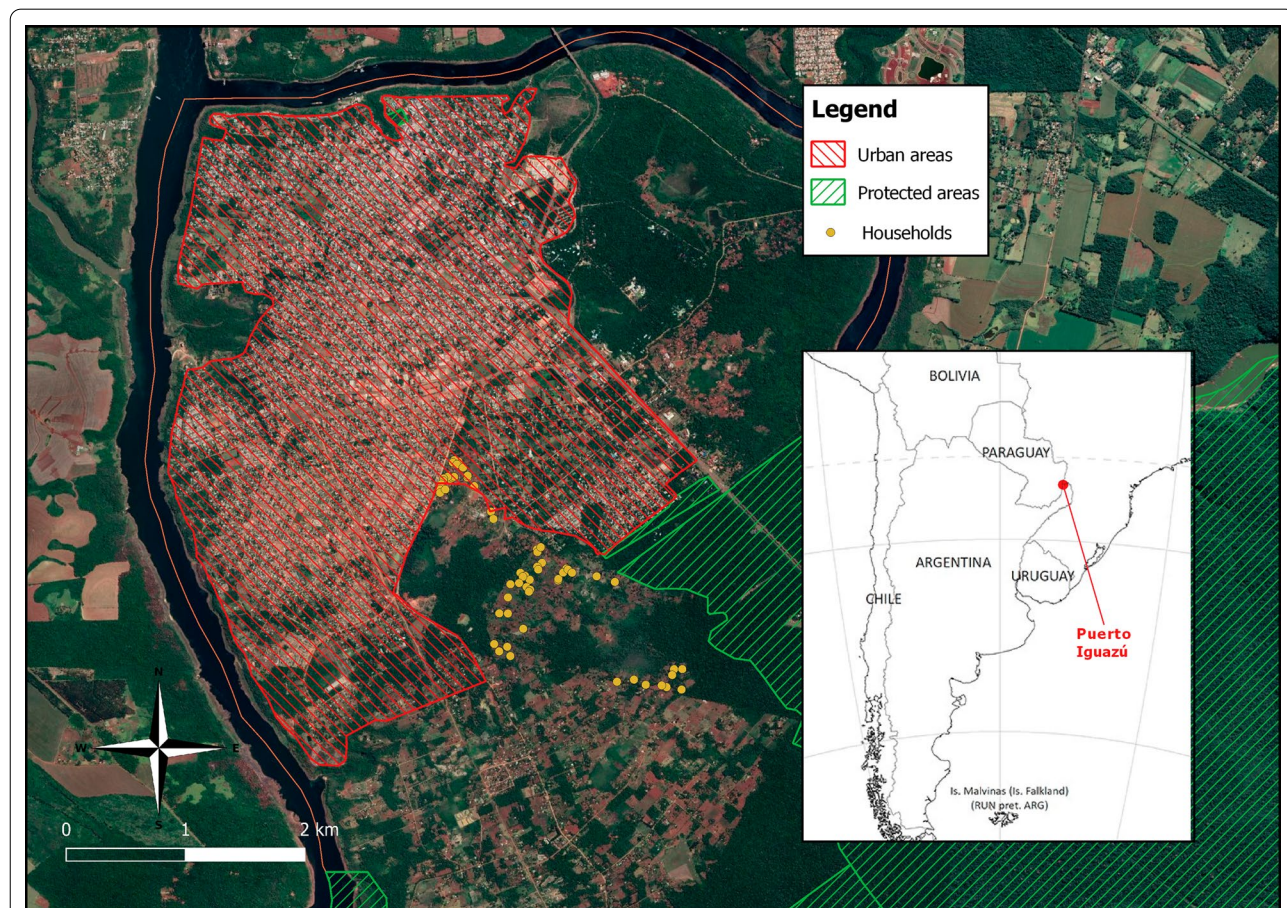 Legend
Urban areas
Protected areas
Households
BOLIVIA
PARAGUAY
ARGENTINA
URUGUAY
CHILE
Puerto
Iguazú
Is. Malvinas (Is. Falkland)
(RUN pret. ARG)
N
W
E
S
0 1 2 km